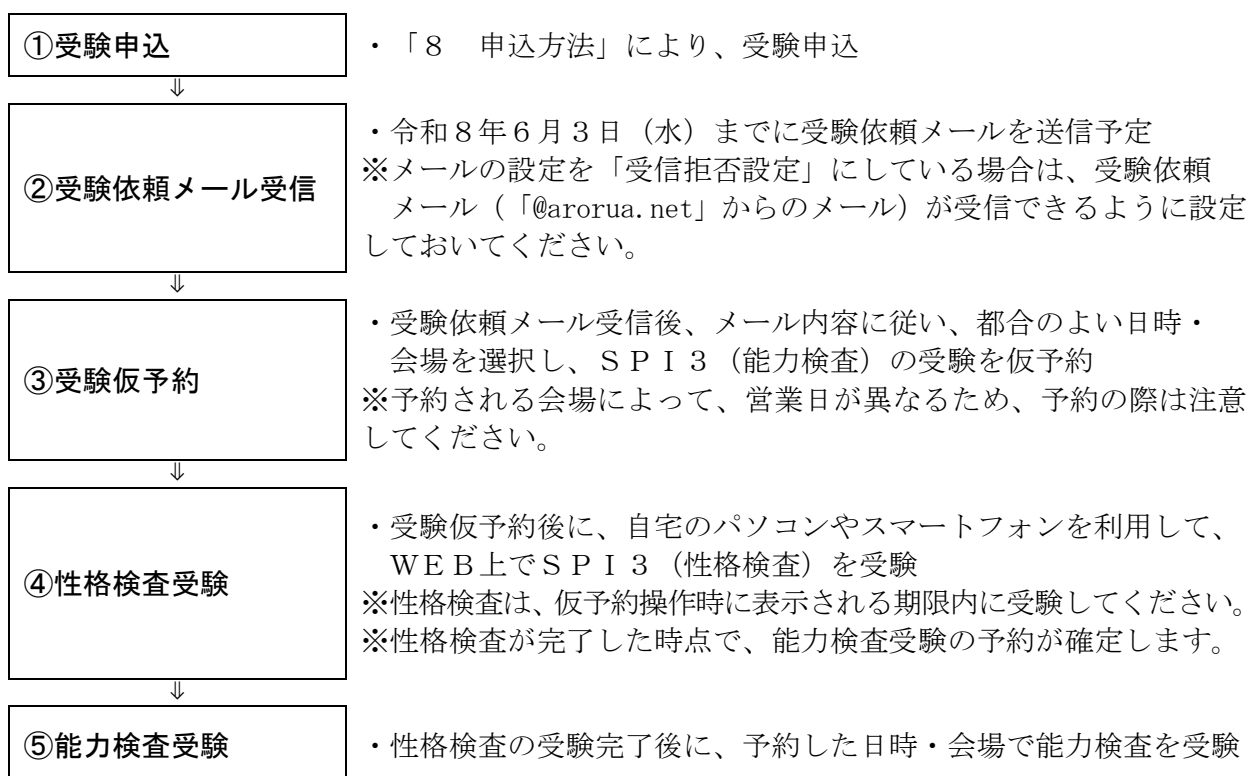 ①受験申込
・「８　申込方法」により、受験申込
⇓
②受験依頼メール受信
・令和８年６月３日（水）までに受験依頼メールを送信予定
※メールの設定を「受信拒否設定」にしている場合は、受験依頼
メール（「@arorua.net」からのメール）が受信できるように設定
しておいてください。
⇓
③受験仮予約
・受験依頼メール受信後、メール内容に従い、都合のよい日時・
会場を選択し、ＳＰＩ３（能力検査）の受験を仮予約
※予約される会場によって、営業日が異なるため、予約の際は注意
してください。
⇓
④性格検査受験
・受験仮予約後に、自宅のパソコンやスマートフォンを利用して、
ＷＥＢ上でＳＰＩ３（性格検査）を受験
※性格検査は、仮予約操作時に表示される期限内に受験してください。
※性格検査が完了した時点で、能力検査受験の予約が確定します。
⇓
⑤能力検査受験
・性格検査の受験完了後に、予約した日時・会場で能力検査を受験